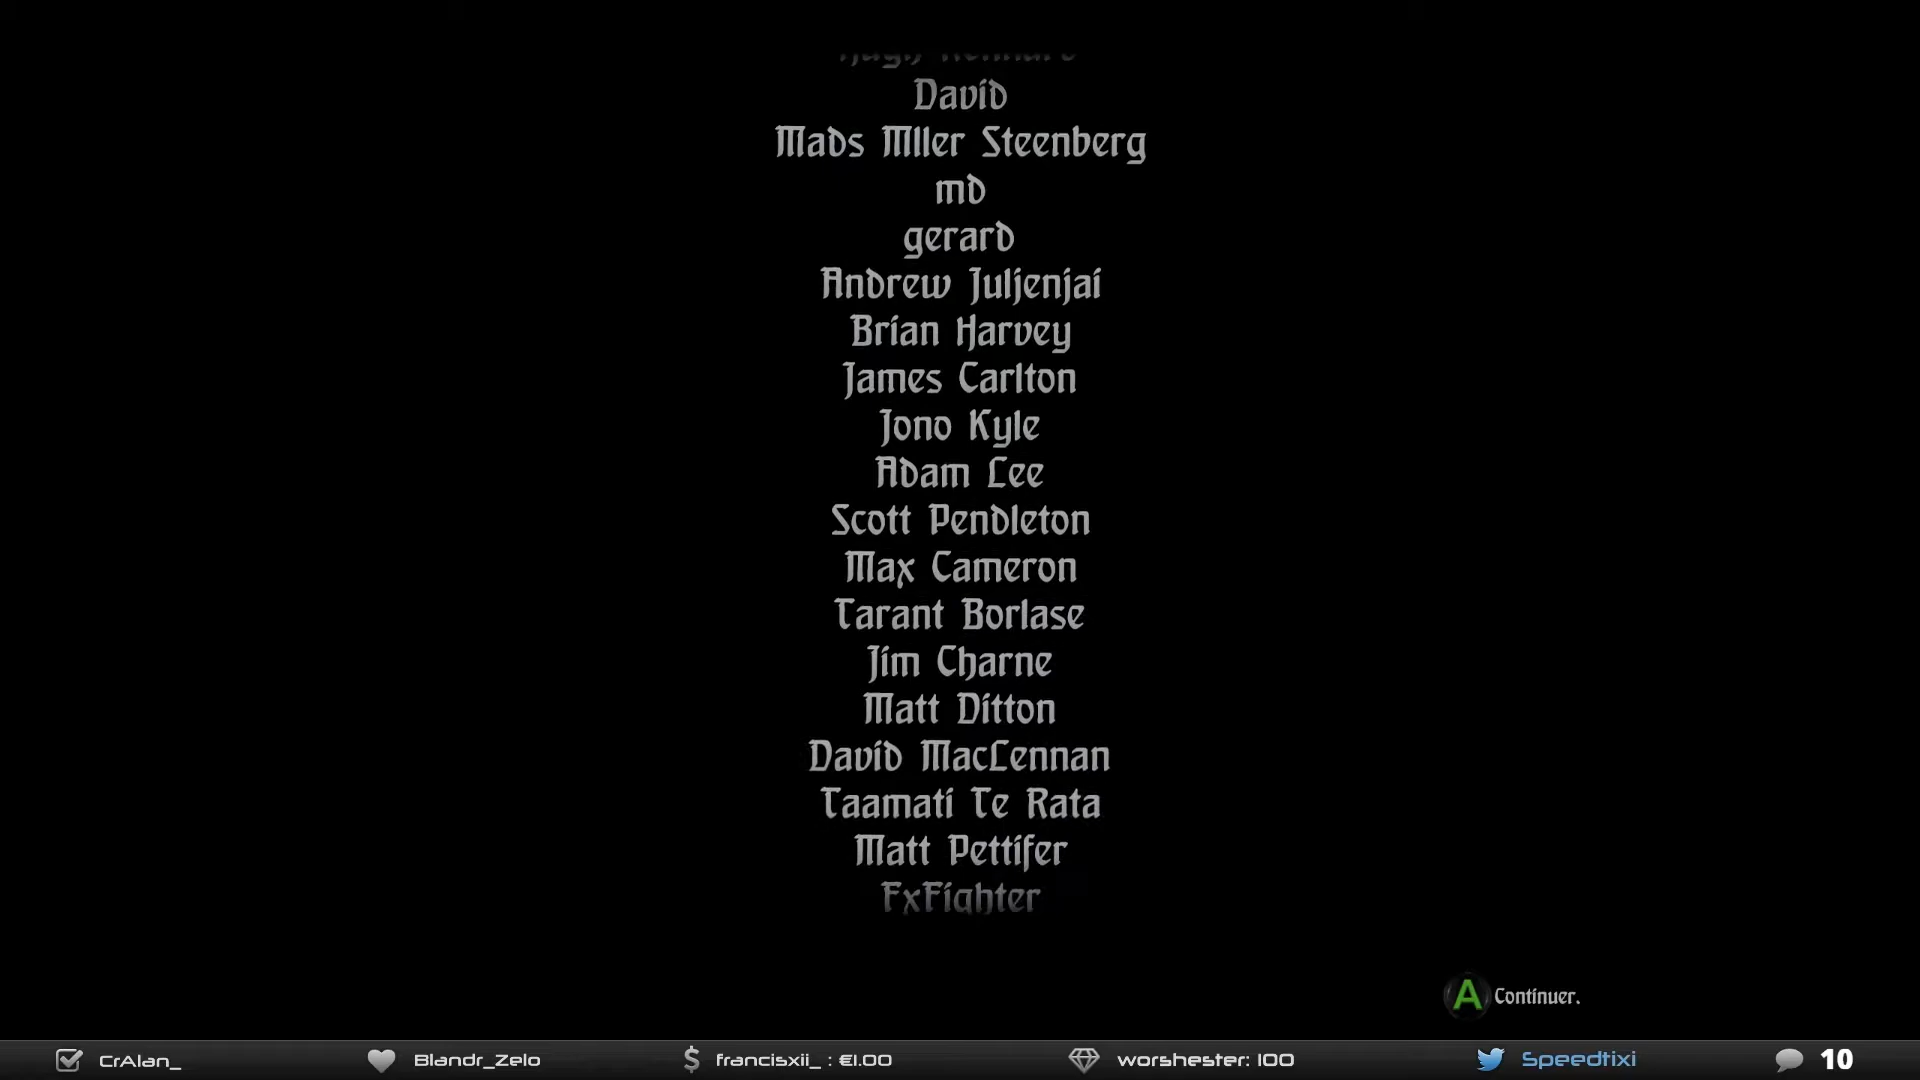 David
Mads Mller Steenberg
md
gerard
Andrew Juljenjai
Brian Harvey
James Carlton
Jono Kyle
Adam Lee
Scott Pendleton
Max Cameron
Tarant Borlase
Jim Charne
Matt Ditton
David MacLennan
Taamati Te Rata
Matt Pettifer
FxFighter
A Continuer.
CrAlan_ Blandr_Zelo $ francisxii_ : €1.00 worshester: 100 Speedtixi 10